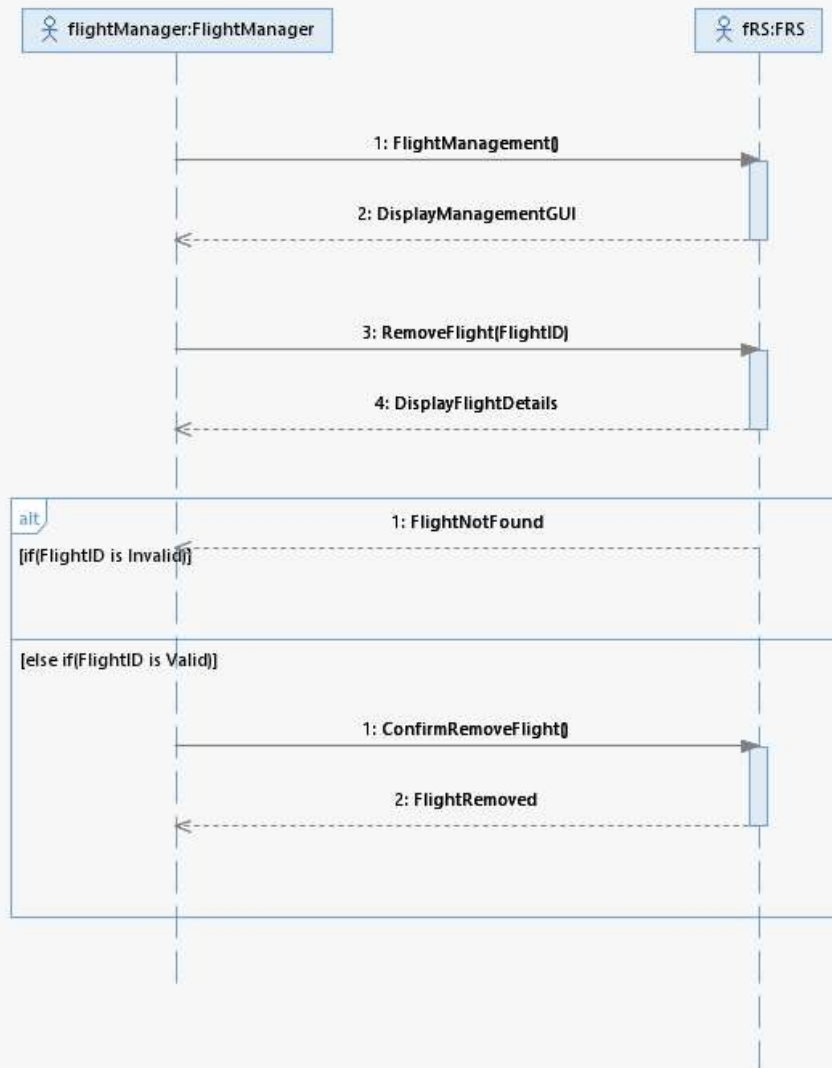 flightManager:FlightManager
fRS:FRS
1: FlightManagement()
2: DisplayManagementGUI
3: RemoveFlight(FlightID)
4: DisplayFlightDetails
alt
1: FlightNotFound
[if(FlightID is Invalid)]
[else if(FlightID is Valid)]
1: ConfirmRemoveFlight()
2: FlightRemoved